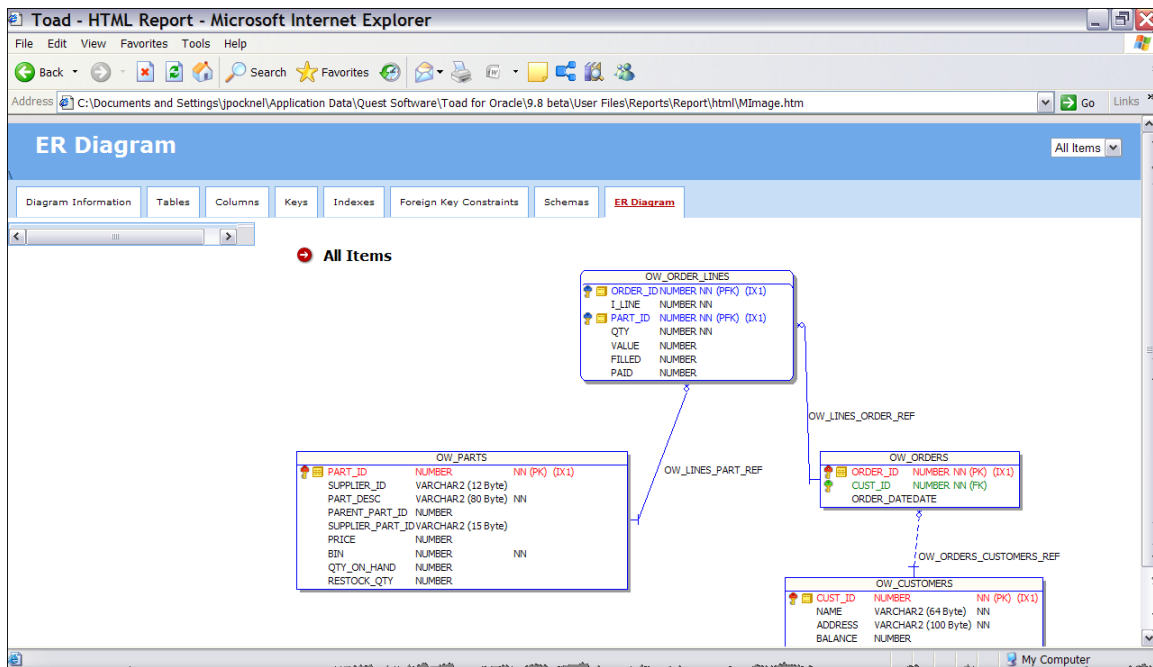 Toad - HTML Report - Microsoft Internet Explorer
File Edit View Favorites Tools Help
Back Search Favorites
Address C:\Documents and Settings\jpocknel\Application Data\Quest Software\Toad for Oracle\9.8 beta\User Files\Reports\Report\html\MImage.htm Go Links »
ER Diagram
All Items
\
Diagram Information Tables Columns Keys Indexes Foreign Key Constraints Schemas ER Diagram
All Items
OW_ORDER_LINES
ORDER_ID NUMBER NN (PFK) (IX1)
I_LINE NUMBER NN
PART_ID NUMBER NN (PFK) (IX1)
QTY NUMBER NN
VALUE NUMBER
FILLED NUMBER
PAID NUMBER
OW_LINES_ORDER_REF
OW_PARTS
PART_ID NUMBER NN (PK) (IX1)
SUPPLIER_ID VARCHAR2 (12 Byte)
PART_DESC VARCHAR2 (80 Byte) NN
PARENT_PART_ID NUMBER
SUPPLIER_PART_ID VARCHAR2 (15 Byte)
PRICE NUMBER
BIN NUMBER NN
QTY_ON_HAND NUMBER
RESTOCK_QTY NUMBER
OW_LINES_PART_REF
OW_ORDERS
ORDER_ID NUMBER NN (PK) (IX1)
CUST_ID NUMBER NN (FK)
ORDER_DATE DATE
OW_ORDERS_CUSTOMERS_REF
OW_CUSTOMERS
CUST_ID NUMBER NN (PK) (IX1)
NAME VARCHAR2 (64 Byte) NN
ADDRESS VARCHAR2 (100 Byte) NN
BALANCE NUMBER
My Computer